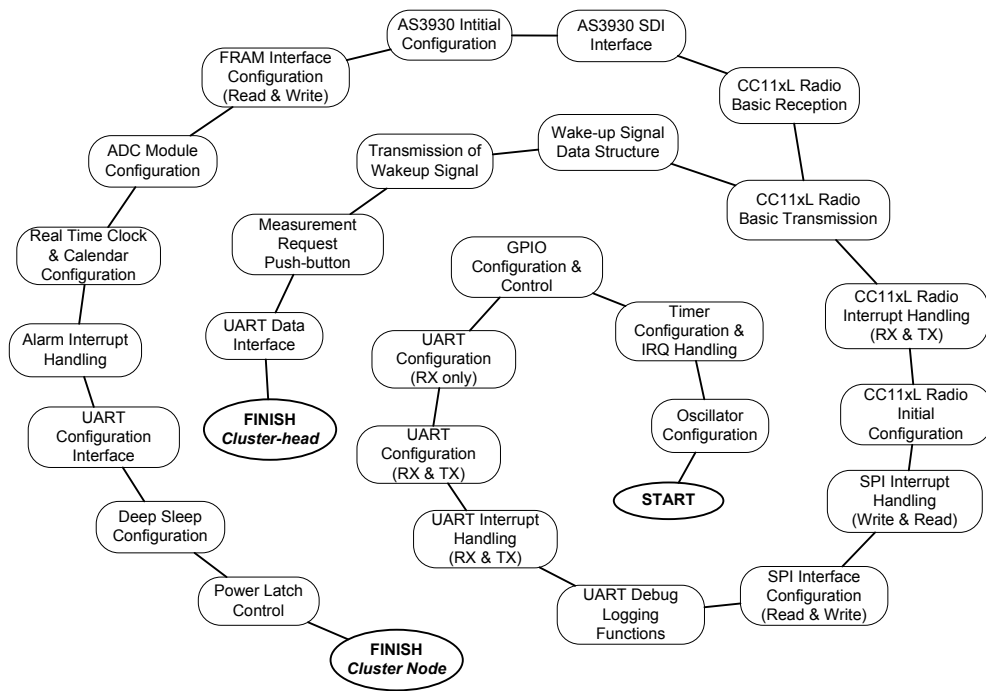 AS3930 Intitial
Configuration
AS3930 SDI
Interface
FRAM Interface
Configuration
(Read & Write)
CC11xL Radio
Basic Reception
ADC Module
Configuration
Transmission of
Wakeup Signal
Wake-up Signal
Data Structure
CC11xL Radio
Basic Transmission
Real Time Clock
& Calendar
Configuration
Measurement
Request
Push-button
GPIO
Configuration &
Control
CC11xL Radio
Interrupt Handling
(RX & TX)
Alarm Interrupt
Handling
UART Data
Interface
UART
Configuration
(RX only)
Timer
Configuration &
IRQ Handling
UART
Configuration
Interface
FINISH
Cluster-head
UART
Configuration
(RX & TX)
Oscillator
Configuration
CC11xL Radio
Initial
Configuration
START
SPI Interrupt
Handling
(Write & Read)
Deep Sleep
Configuration
UART Interrupt
Handling
(RX & TX)
Power Latch
Control
UART Debug
Logging
Functions
SPI Interface
Configuration
(Read & Write)
FINISH
Cluster Node